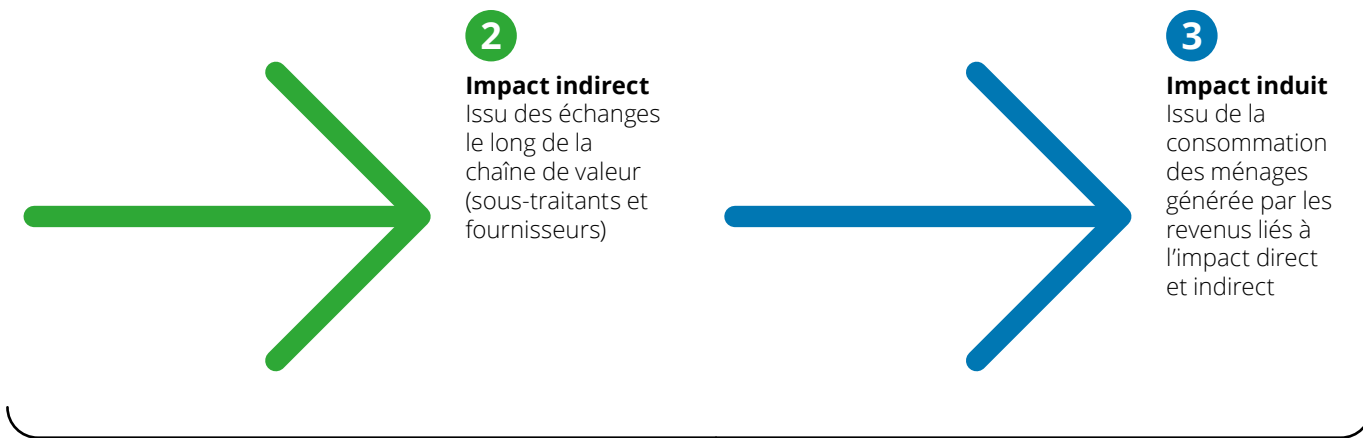 2
Impact indirect
Issu des échanges
le long de la
chaîne de valeur
(sous-traitants et
fournisseurs)
3
Impact induit
Issu de la
consommation
des ménages
générée par les
revenus liés à
l’impact direct
et indirect